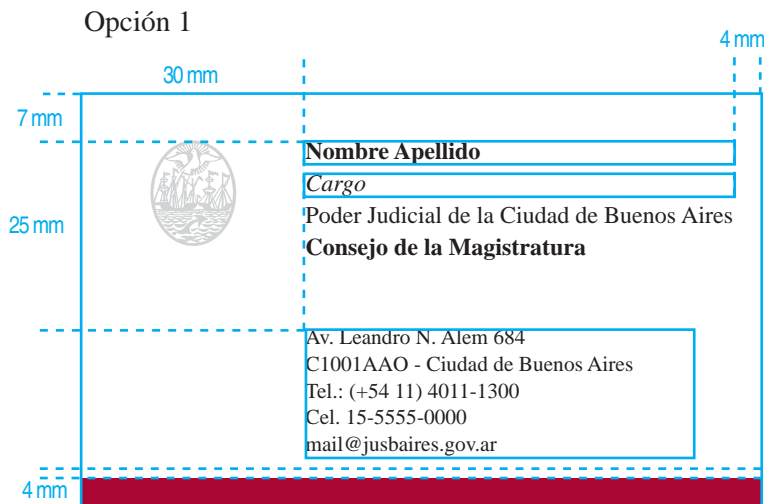 Opción 1
4 mm
30 mm
7 mm
Nombre Apellido
Cargo
25 mm
Poder Judicial de la Ciudad de Buenos Aires
Consejo de la Magistratura
Av. Leandro N. Alem 684
C1001AAO - Ciudad de Buenos Aires
Tel.: (+54 11) 4011-1300
Cel. 15-5555-0000
mail@jusbaires.gov.ar
4 mm